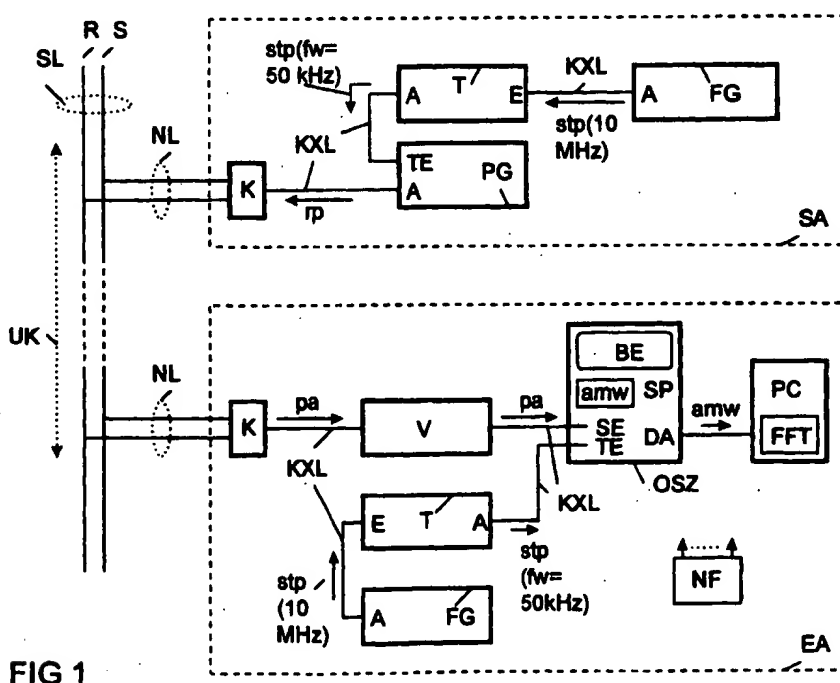 R S
SL
NL
K
UK
stp(fw=
50 kHz)
A T E
KXL
stp(10
MHz)
A FG
KXL
TE
A PG
rp
SA
NL
K
pa
KXL
V
pa
KXL
BE
amw SP
SE
TE DA
OSZ
amw
PC
FFT
E T A
stp
(10
MHz)
stp
(fw=
50kHz)
A FG
NF
EA
FIG 1